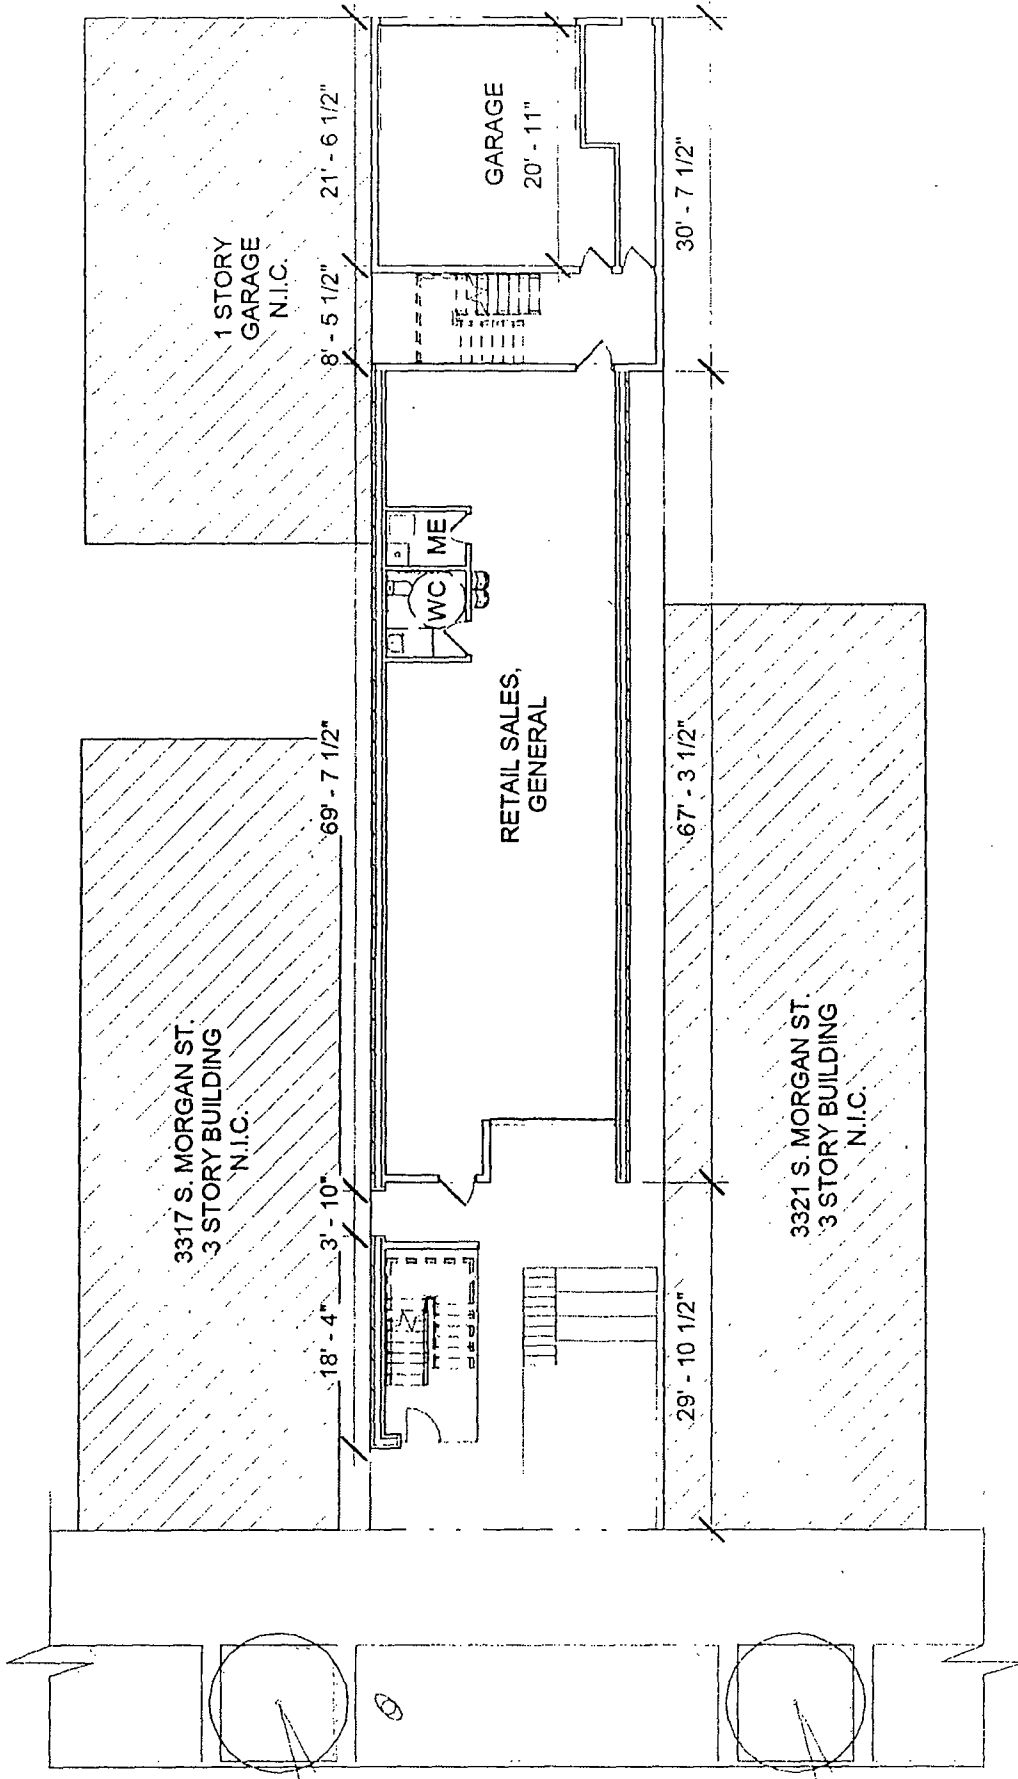 1 STORY
GARAGE
N.I.C.
21' - 6 1/2"
8' - 5 1/2"
GARAGE
20' - 11"
30' - 7 1/2"
ME
WC
RETAIL SALES,
GENERAL
69' - 7 1/2"
67' - 3 1/2"
3317 S. MORGAN ST.
3 STORY BUILDING
N.I.C.
3' - 10"
18' - 4"
29' - 10 1/2"
3321 S. MORGAN ST.
3 STORY BUILDING
N.I.C.